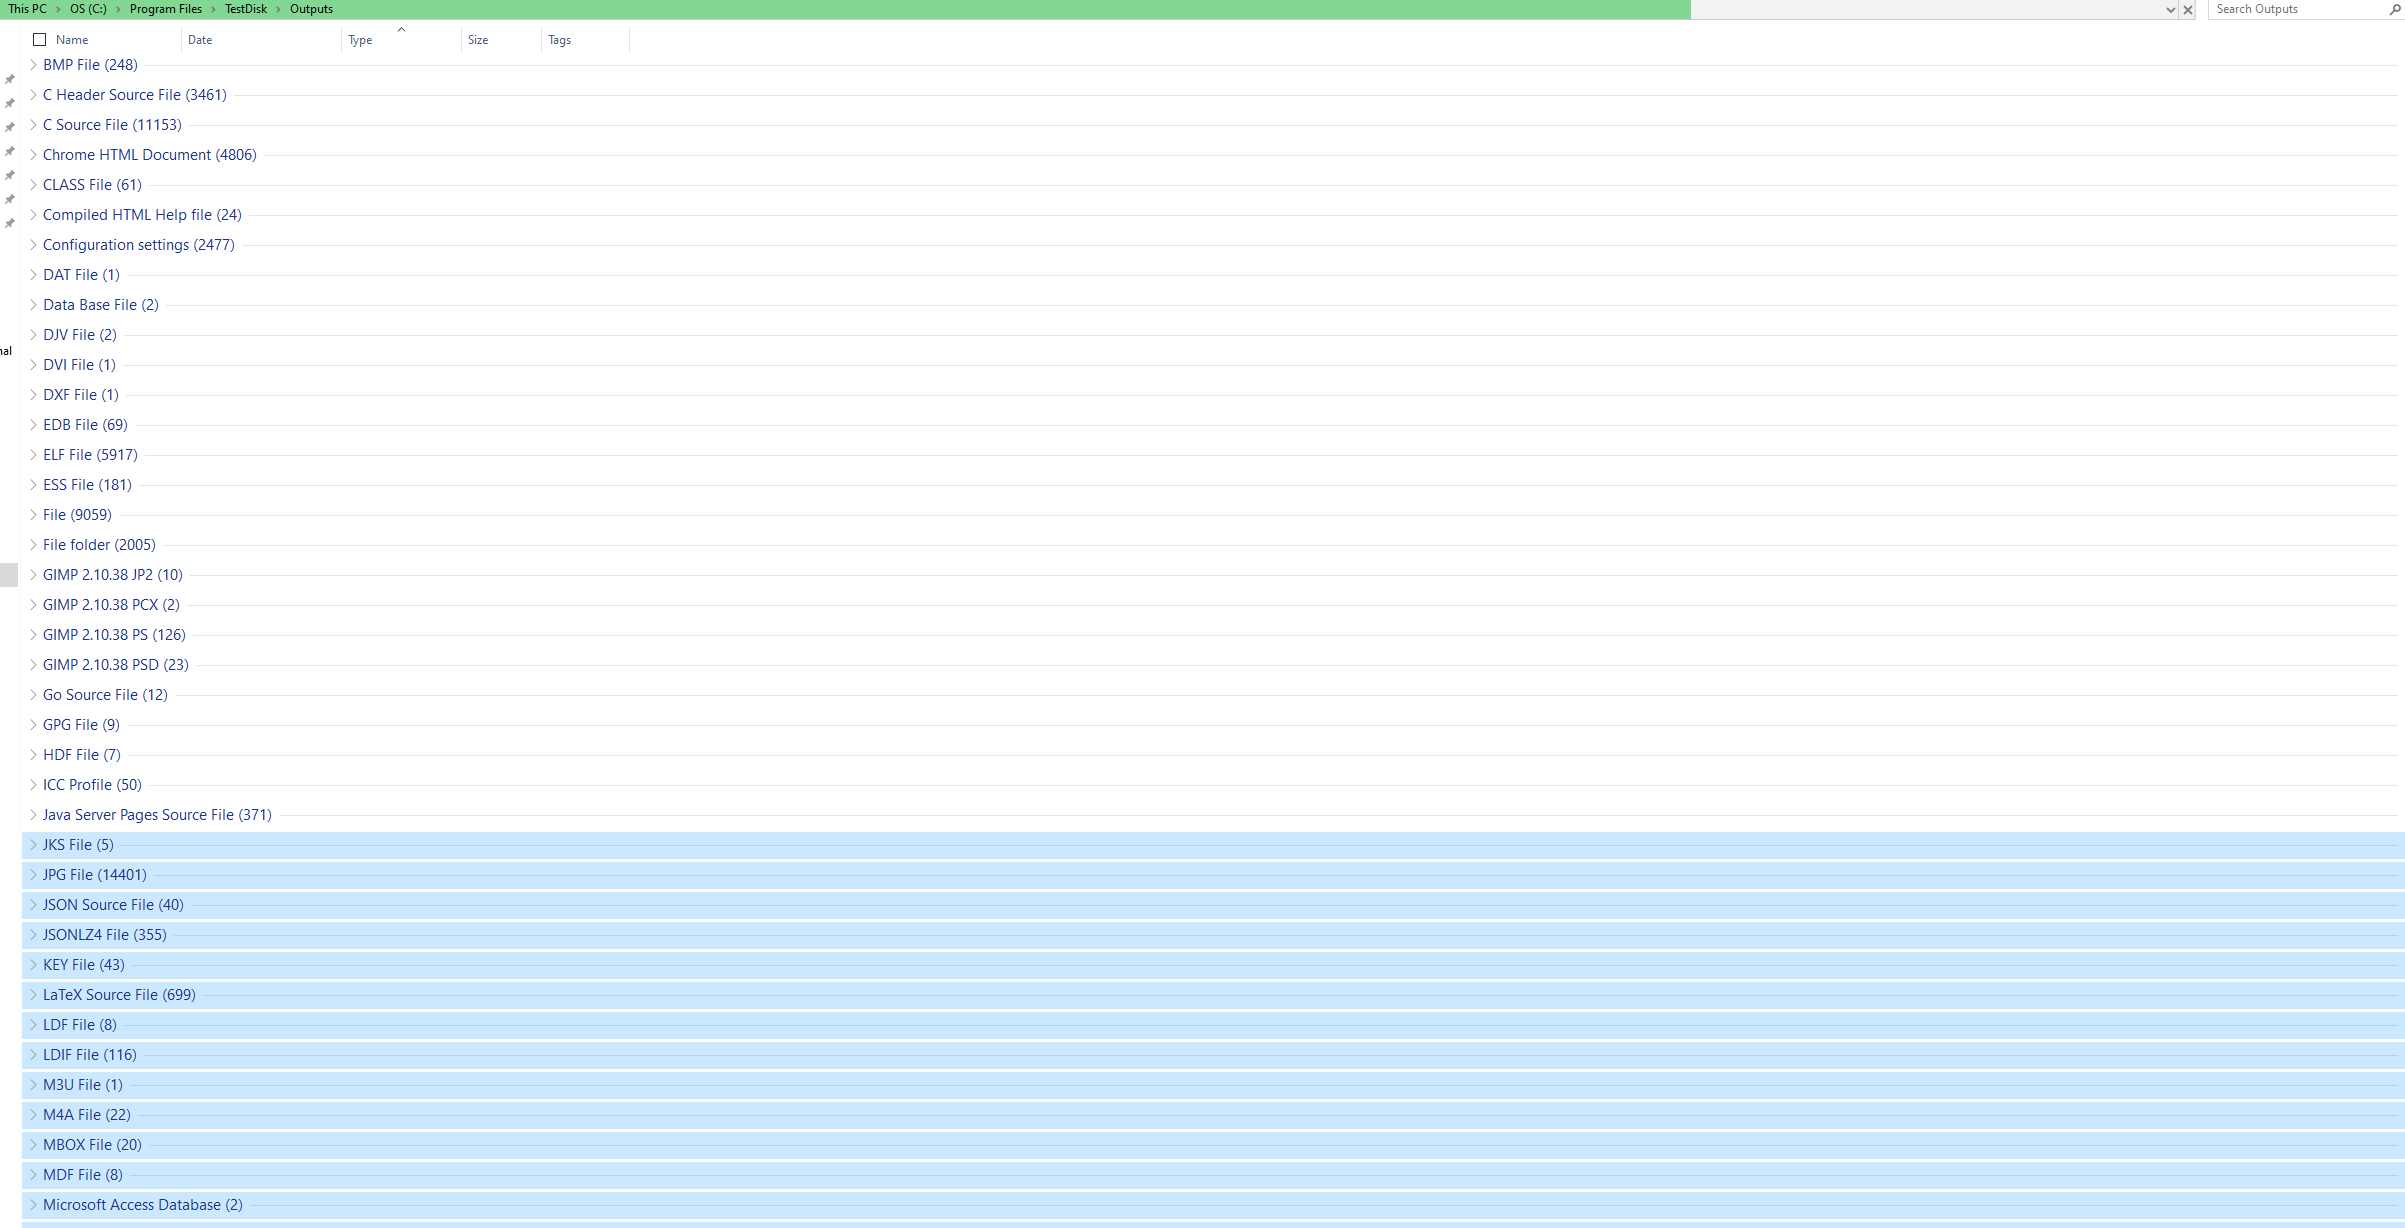 This PC > OS (C:) > Program Files > TestDisk > Outputs
Search Outputs
Name Date Type Size Tags
BMP File (248)
C Header Source File (3461)
C Source File (11153)
Chrome HTML Document (4806)
CLASS File (61)
Compiled HTML Help file (24)
Configuration settings (2477)
DAT File (1)
Data Base File (2)
DJV File (2)
nal
DVI File (1)
DXF File (1)
EDB File (69)
ELF File (5917)
ESS File (181)
File (9059)
File folder (2005)
GIMP 2.10.38 JP2 (10)
GIMP 2.10.38 PCX (2)
GIMP 2.10.38 PS (126)
GIMP 2.10.38 PSD (23)
Go Source File (12)
GPG File (9)
HDF File (7)
ICC Profile (50)
Java Server Pages Source File (371)
JKS File (5)
JPG File (14401)
JSON Source File (40)
JSONLZ4 File (355)
KEY File (43)
LaTeX Source File (699)
LDF File (8)
LDIF File (116)
M3U File (1)
M4A File (22)
MBOX File (20)
MDF File (8)
Microsoft Access Database (2)